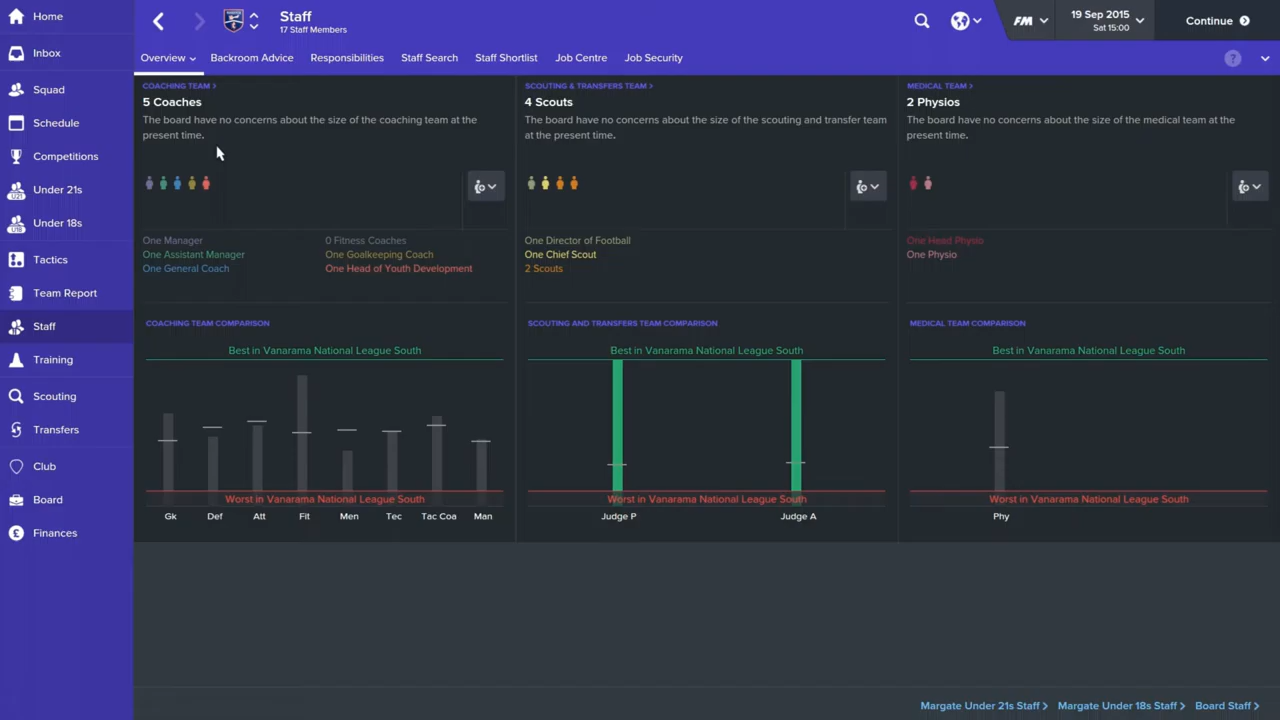 Home
Inbox
Squad
Schedule
Competitions
Under 21s
Under 18s
Tactics
Team Report
Staff
Training
Scouting
Transfers
Club
Board
Finances
Staff
17 Staff Members
FM
19 Sep 2015
Sat 15:00
Continue
Overview
Backroom Advice
Responsibilities
Staff Search
Staff Shortlist
Job Centre
Job Security
?
COACHING TEAM >
5 Coaches
The board have no concerns about the size of the coaching team at the
present time.
One Manager
One Assistant Manager
One General Coach
0 Fitness Coaches
One Goalkeeping Coach
One Head of Youth Development
SCOUTING & TRANSFERS TEAM >
4 Scouts
The board have no concerns about the size of the scouting and transfer team
at the present time.
One Director of Football
One Chief Scout
2 Scouts
MEDICAL TEAM >
2 Physios
The board have no concerns about the size of the medical team at the
present time.
One Head Physio
One Physio
COACHING TEAM COMPARISON
Best in Vanarama National League South
Worst in Vanarama National League South
Gk Def Att Fit Men Tec Tac Coa Man
SCOUTING AND TRANSFERS TEAM COMPARISON
Best in Vanarama National League South
Worst in Vanarama National League South
Judge P Judge A
MEDICAL TEAM COMPARISON
Best in Vanarama National League South
Worst in Vanarama National League South
Phy
Margate Under 21s Staff > Margate Under 18s Staff > Board Staff >